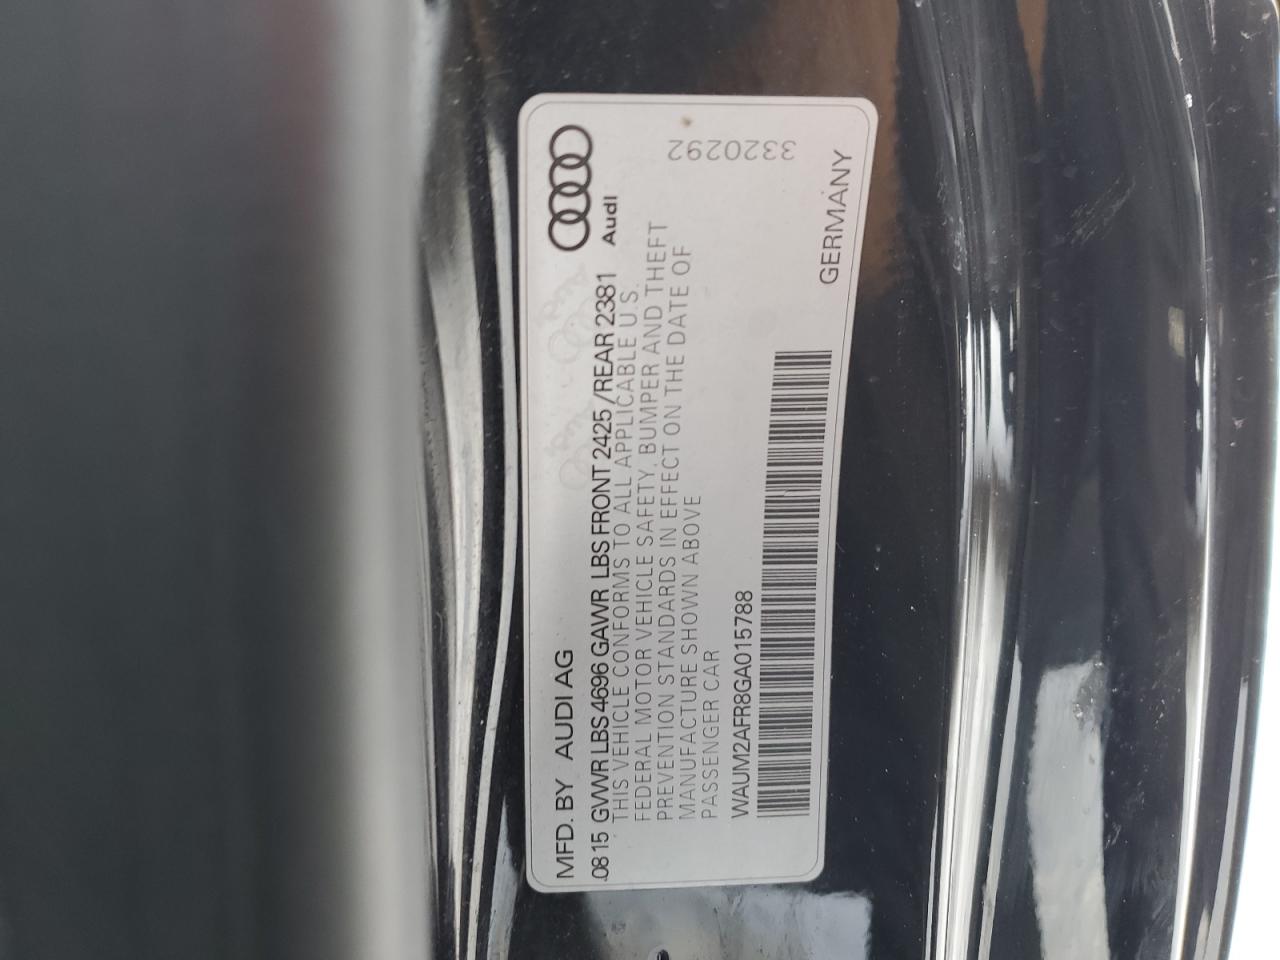 MFD. BY AUDI AG
0815 GVWR LBS 4696 GAWR LBS FRONT 2425/REAR 2381
Audi
THIS VEHICLE CONFORMS TO ALL APPLICABLE U.S.
FEDERAL MOTOR VEHICLE SAFETY, BUMPER AND THEFT
PREVENTION STANDARDS IN EFFECT ON THE DATE OF
MANUFACTURE SHOWN ABOVE
PASSENGER CAR
3320292
WAUM2AFR8GA015788
GERMANY